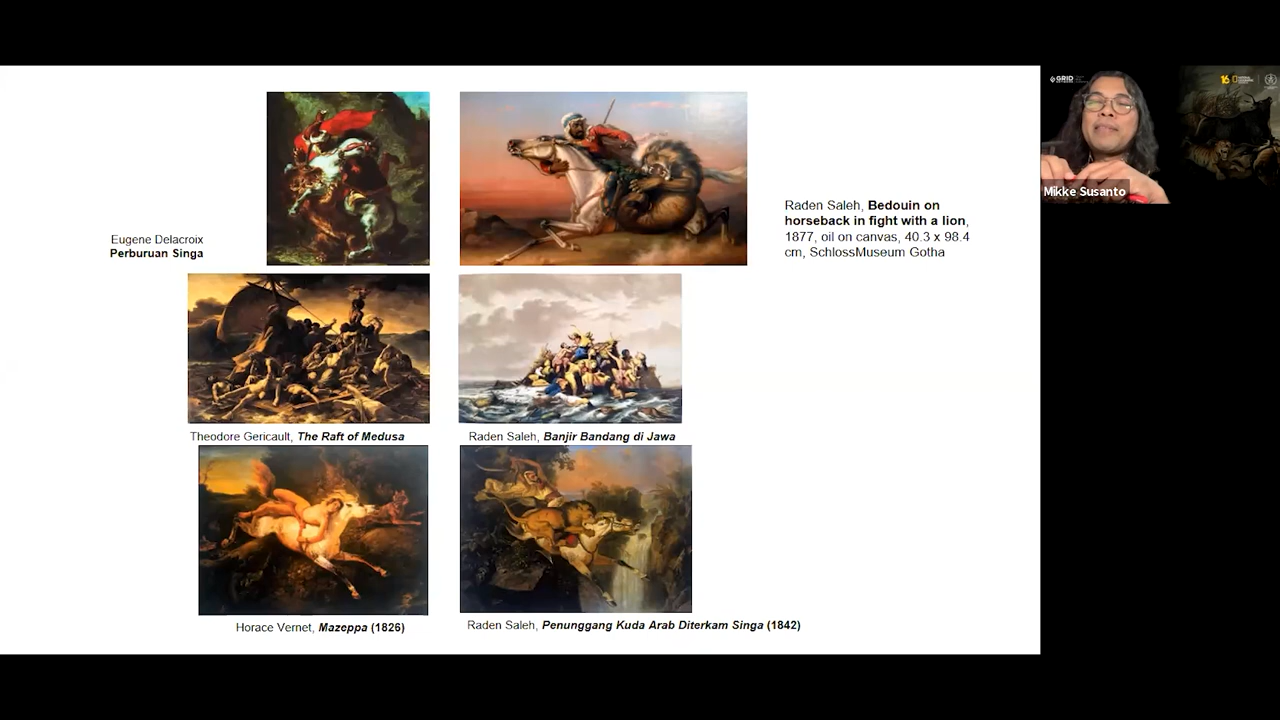 Eugene Delacroix
Perburuan Singa
Raden Saleh, Bedouin on
horseback in fight with a lion,
1877, oil on canvas, 40.3 x 98.4
cm, SchlossMuseum Gotha
Theodore Gericault, The Raft of Medusa
Raden Saleh, Banjir Bandang di Jawa
Horace Vernet, Mazeppa (1826)
Raden Saleh, Penunggang Kuda Arab Diterkam Singa (1842)
GRID
16
Mikke Susanto